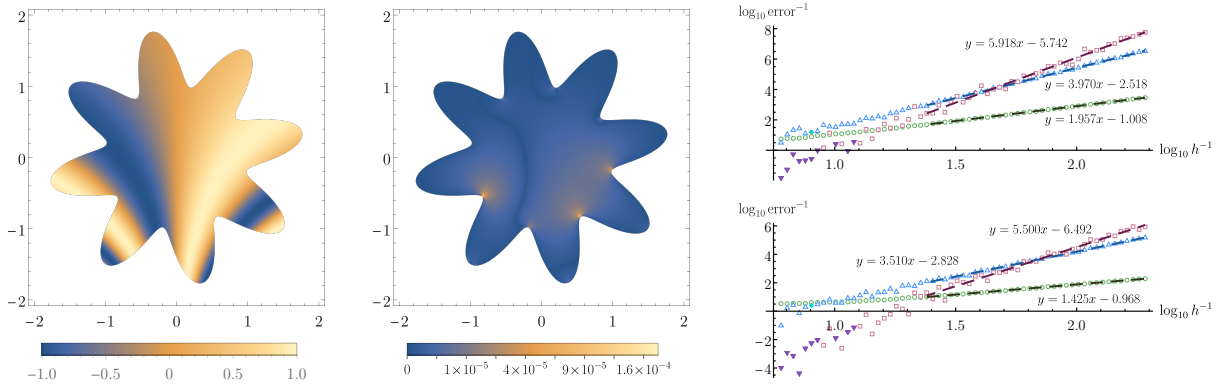 2
1
0
−1
−2
−2 −1 0 1 2
−1.0 −0.5 0 0.5 1.0
2
1
0
−1
−2
−2 −1 0 1 2
0 1×10⁻⁵ 4×10⁻⁵ 9×10⁻⁵ 1.6×10⁻⁴
log₁₀ error⁻¹
8
6
4
2
y = 5.918x − 5.742
y = 3.970x − 2.518
y = 1.957x − 1.008
1.0 1.5 2.0
log₁₀ h⁻¹
log₁₀ error⁻¹
6
4
2
−2
−4
y = 5.500x − 6.492
y = 3.510x − 2.828
y = 1.425x − 0.968
1.0 1.5 2.0
log₁₀ h⁻¹